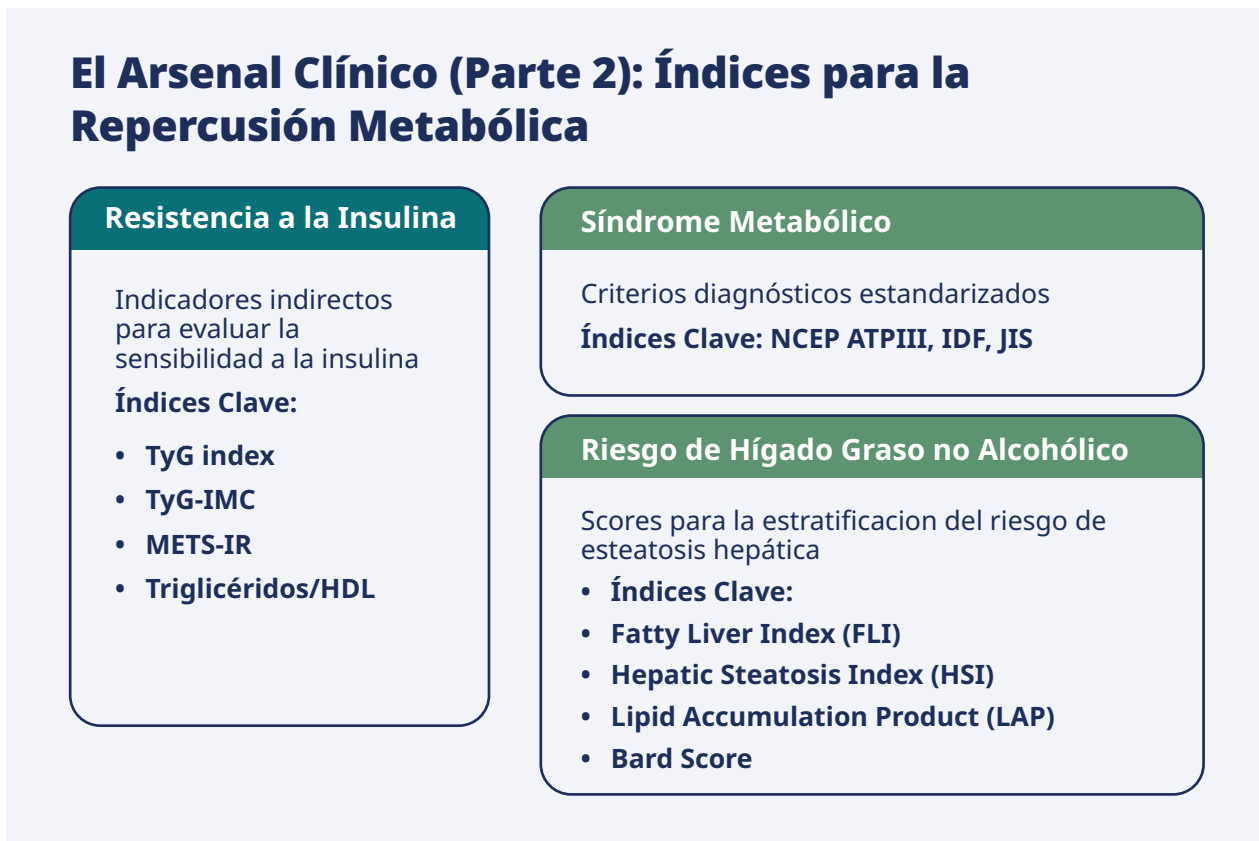 El Arsenal Clínico (Parte 2): Índices para la
Repercusión Metabólica
Resistencia a la Insulina
Indicadores indirectos
para evaluar la
sensibilidad a la insulina
Índices Clave:
• TyG index
• TyG-IMC
• METS-IR
• Triglicéridos/HDL
Síndrome Metabólico
Criterios diagnósticos estandarizados
Índices Clave: NCEP ATPIII, IDF, JIS
Riesgo de Hígado Graso no Alcohólico
Scores para la estratificacion del riesgo de
esteatosis hepática
• Índices Clave:
• Fatty Liver Index (FLI)
• Hepatic Steatosis Index (HSI)
• Lipid Accumulation Product (LAP)
• Bard Score